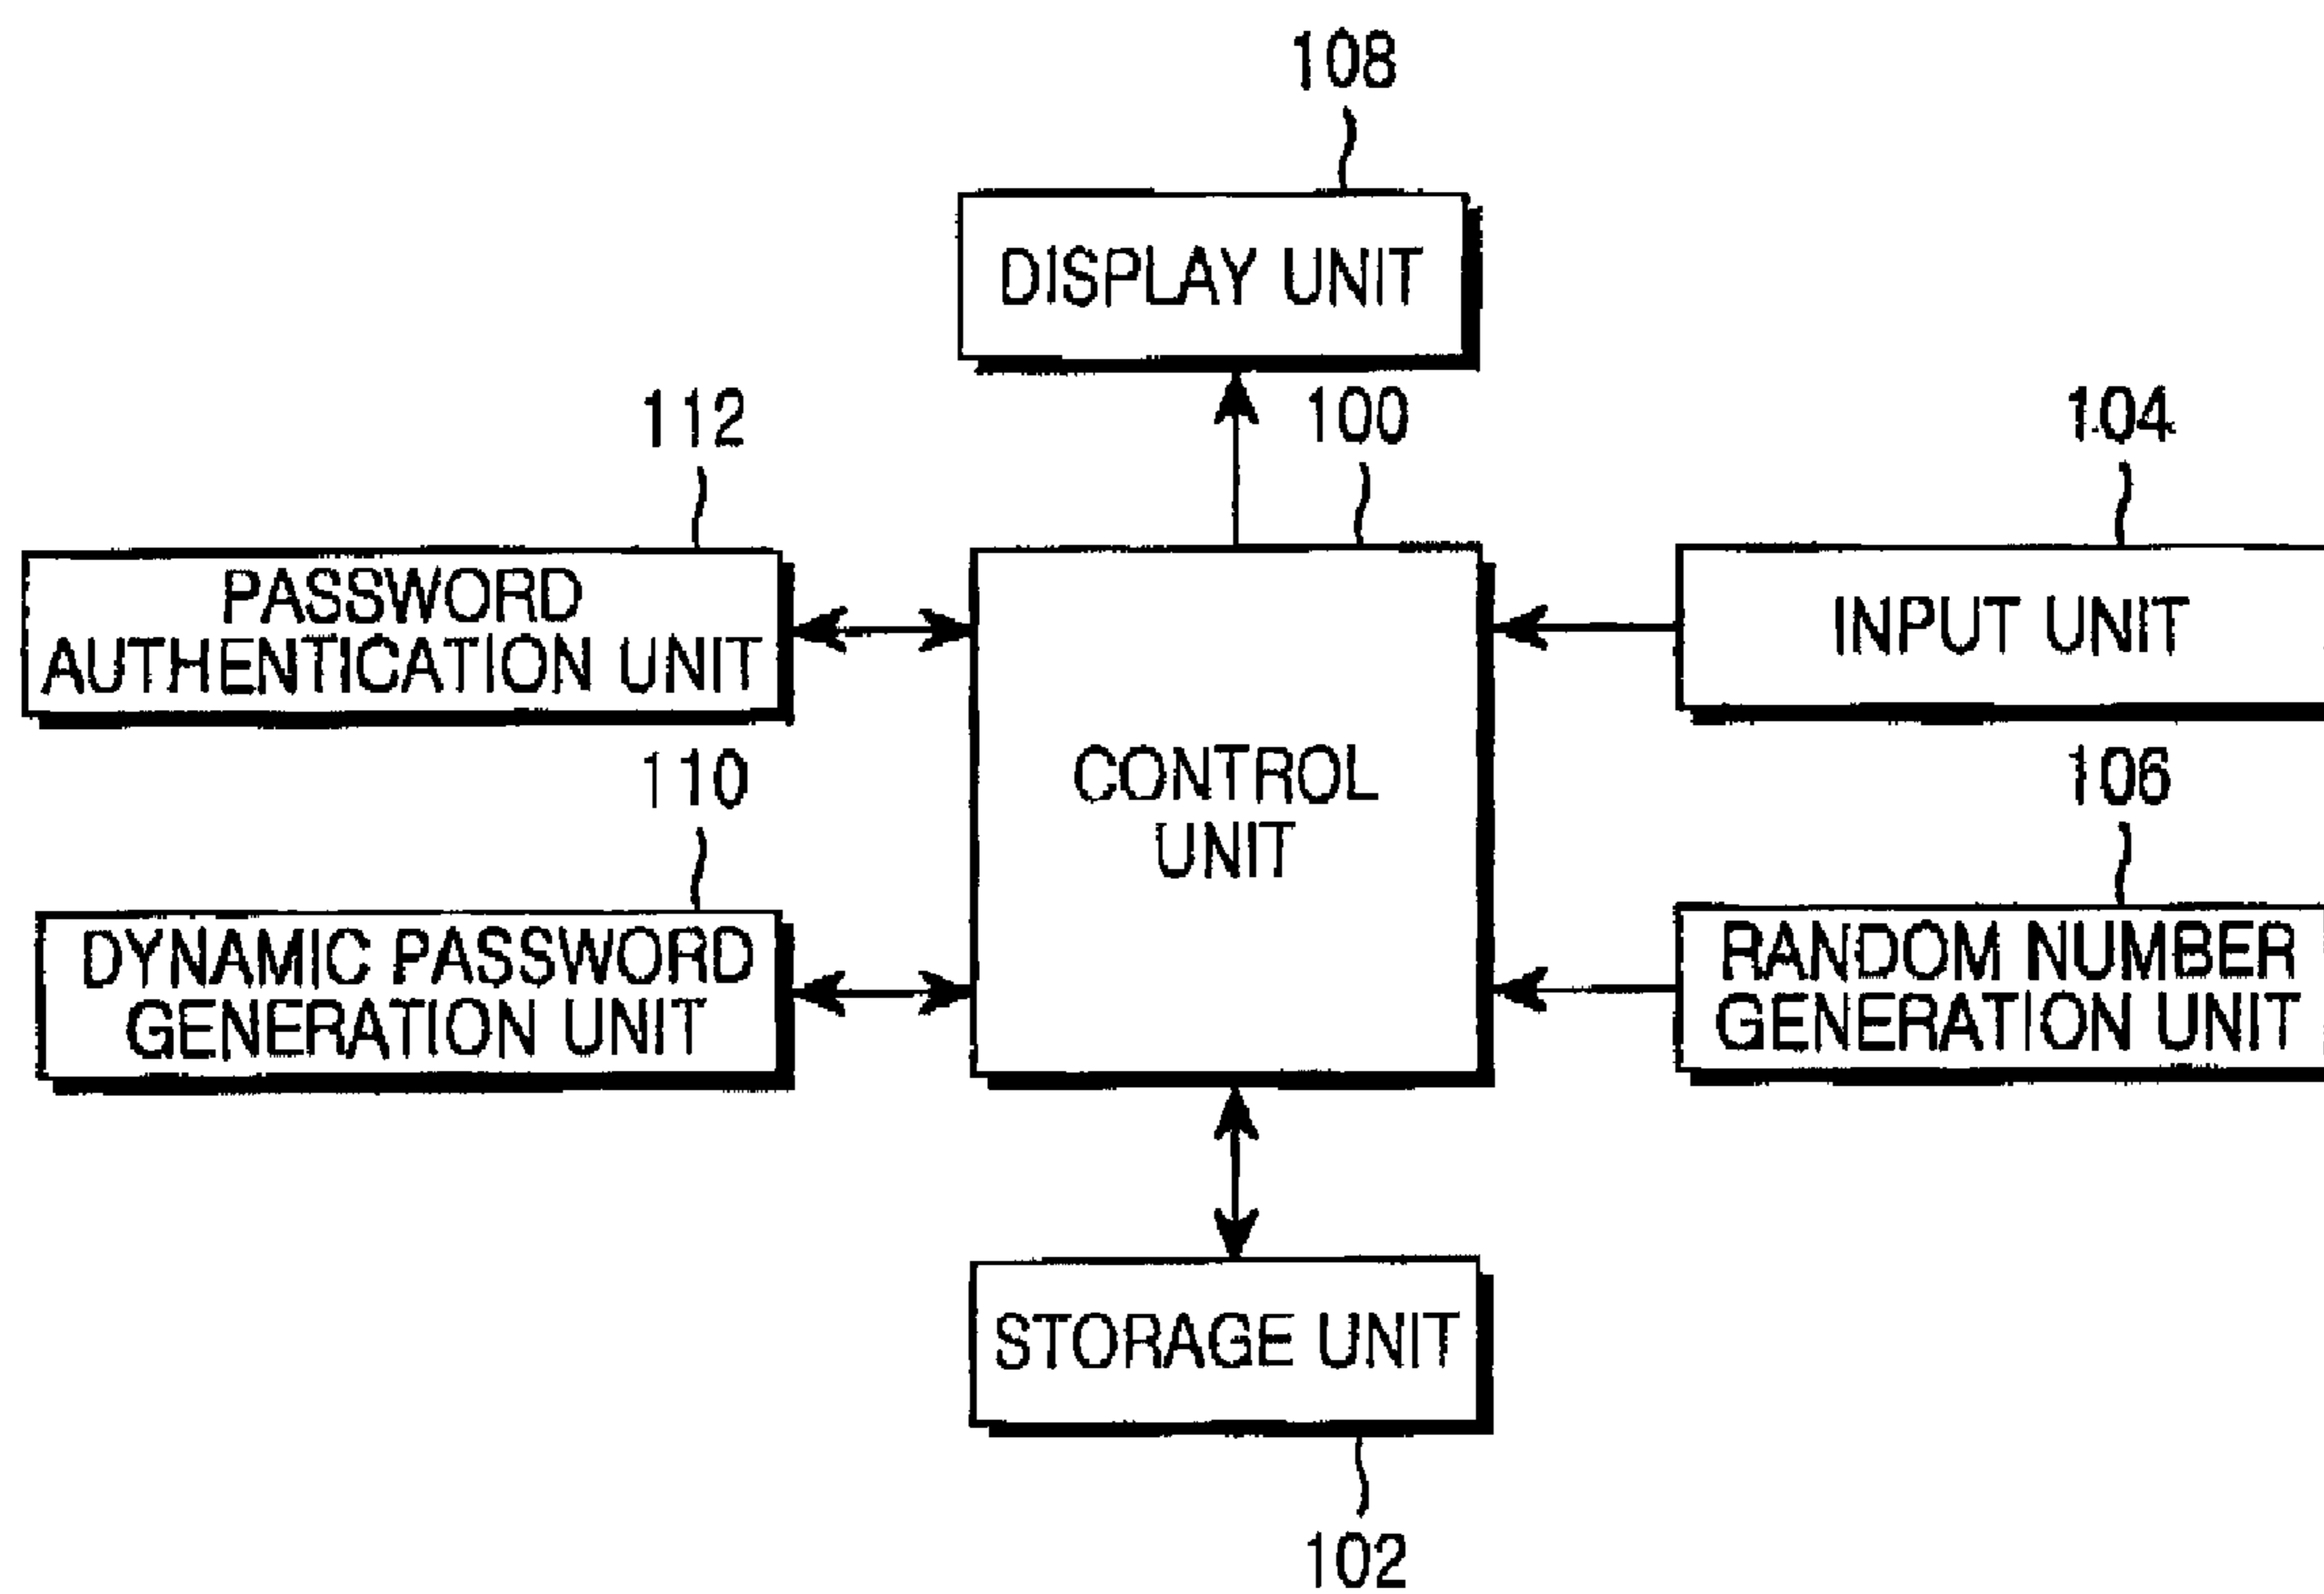 108
DISPLAY UNIT
112
100
104
PASSWORD
AUTHENTICATION UNIT
INPUT UNIT
CONTROL
UNIT
110
106
DYNAMIC PASSWORD
GENERATION UNIT
RANDOM NUMBER
GENERATION UNIT
STORAGE UNIT
102